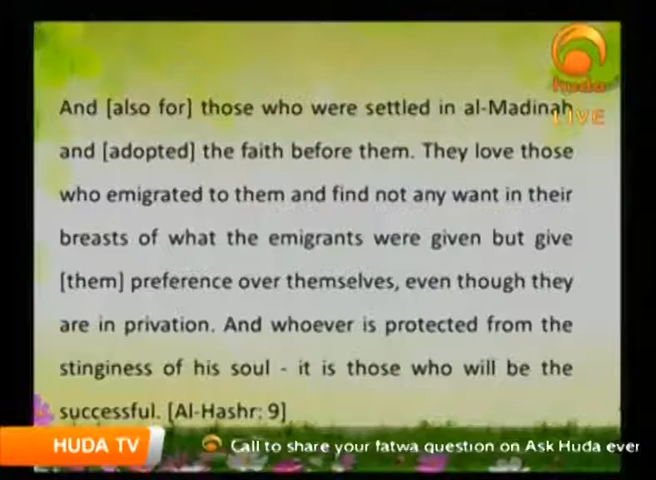 huda
LIVE
And [also for] those who were settled in al-Madinah
and [adopted] the faith before them. They love those
who emigrated to them and find not any want in their
breasts of what the emigrants were given but give
[them] preference over themselves, even though they
are in privation. And whoever is protected from the
stinginess of his soul - it is those who will be the
successful. [Al-Hashr: 9]
HUDA TV
Call to share your fatwa question on Ask Huda ever